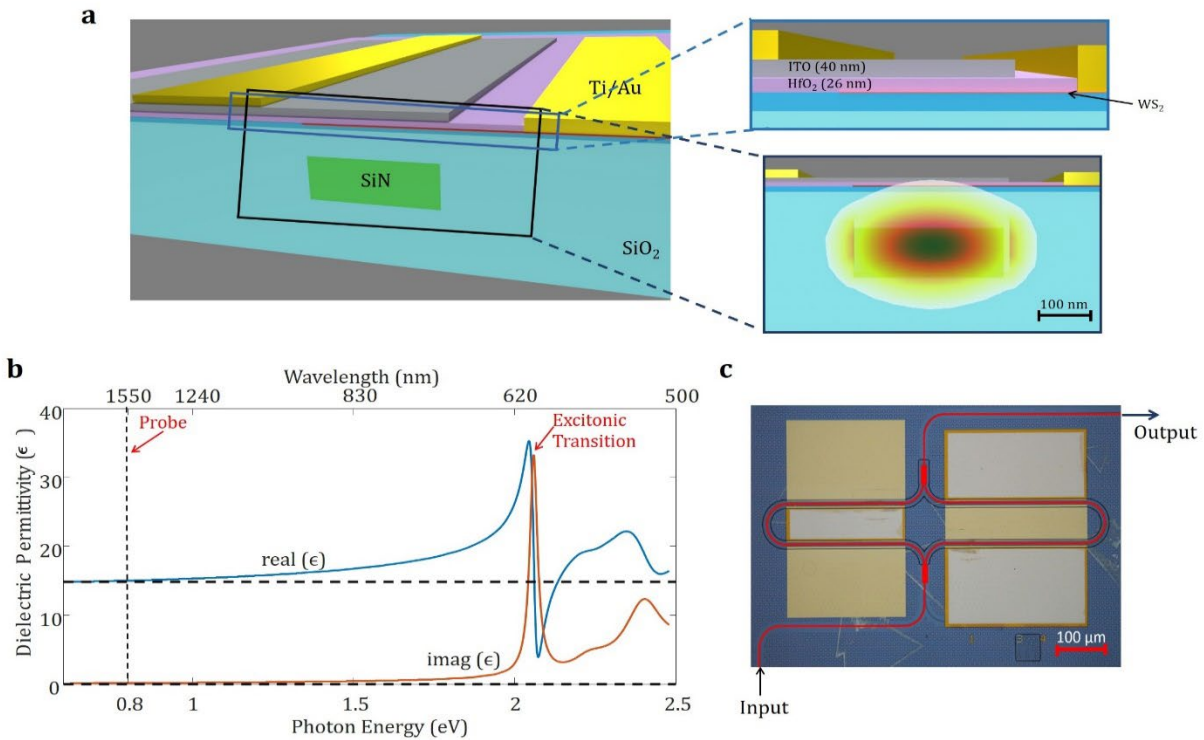 a
Ti/Au
SiN
SiO₂
ITO (40 nm)
HfO₂ (26 nm)
WS₂
100 nm
b
Wavelength (nm)
1550 1240 830 620 500
40
30
20
10
0
Dielectric Permittivity (ϵ )
Probe
Excitonic
Transition
real (ϵ)
imag (ϵ)
0.8 1 1.5 2 2.5
Photon Energy (eV)
c
Output
100 μm
Input